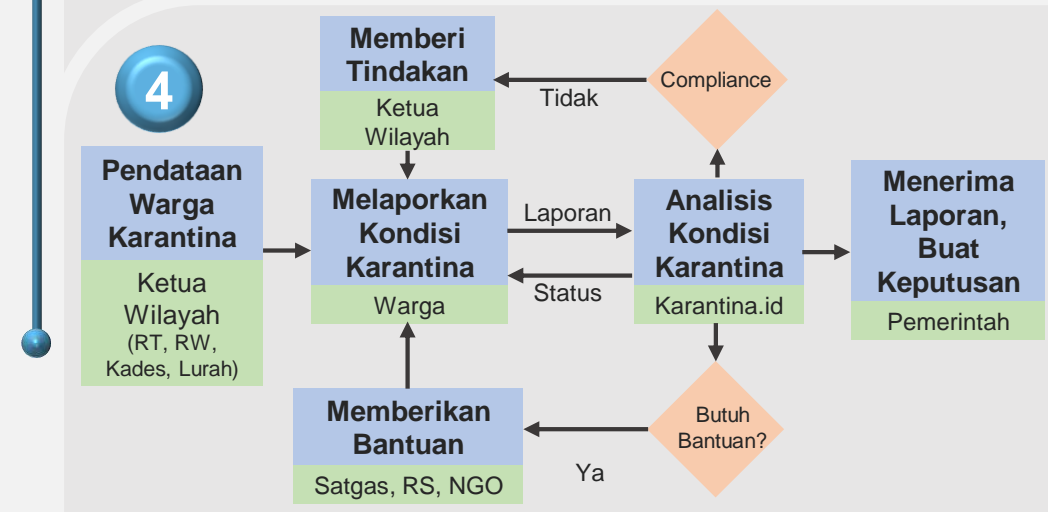 4
Pendataan
Warga
Karantina
Ketua
Wilayah
(RT, RW,
Kades, Lurah)
Memberi
Tindakan
Ketua
Wilayah
Tidak
Compliance
Melaporkan
Kondisi
Karantina
Warga
Laporan
Status
Analisis
Kondisi
Karantina
Karantina.id
Menerima
Laporan,
Buat
Keputusan
Pemerintah
Memberikan
Bantuan
Satgas, RS, NGO
Ya
Butuh
Bantuan?